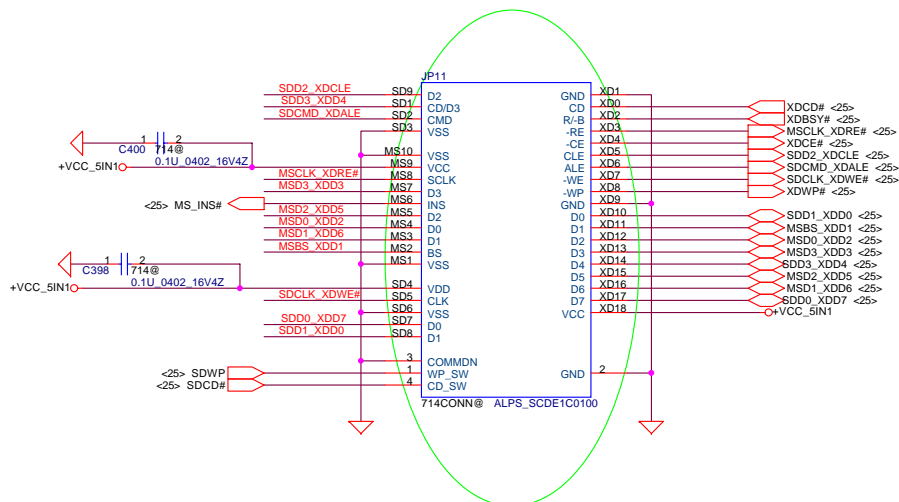 JP11
SDD2_XDCLE SD9 D2
SDD3_XDD4 SD1 CD/D3
SDCMD_XDALE SD2 CMD
SD3 VSS
1 2
C400 714@
0.1U_0402_16V4Z
MS10 VSS
+VCC_5IN1 MS9 VCC
MSCLK_XDRE# MS8 SCLK
MSD3_XDD3 MS7 D3
<25> MS_INS# MS6 INS
MSD2_XDD5 MS5 D2
MSD0_XDD2 MS4 D0
MSD1_XDD6 MS3 D1
MSBS_XDD1 MS2 BS
MS1 VSS
1 2
C398 714@
0.1U_0402_16V4Z
+VCC_5IN1 SD4 VDD
SDCLK_XDWE# SD5 CLK
SD6 VSS
SDD0_XDD7 SD7 D0
SDD1_XDD0 SD8 D1
3 COMMDN
<25> SDWP 1 WP_SW
<25> SDCD# 4 CD_SW
GND XD1
CD XD0 XDCD# <25>
R/-B XD2 XDBSY# <25>
-RE XD3 MSCLK_XDRE# <25>
-CE XD4 XDCE# <25>
CLE XD5 SDD2_XDCLE <25>
ALE XD6 SDCMD_XDALE <25>
-WE XD7 SDCLK_XDWE# <25>
-WP XD8 XDWP# <25>
GND XD9
D0 XD10 SDD1_XDD0 <25>
D1 XD11 MSBS_XDD1 <25>
D2 XD12 MSD0_XDD2 <25>
D3 XD13 MSD3_XDD3 <25>
D4 XD14 SDD3_XDD4 <25>
D5 XD15 MSD2_XDD5 <25>
D6 XD16 MSD1_XDD6 <25>
D7 XD17 SDD0_XDD7 <25>
VCC XD18 +VCC_5IN1
GND 2
714CONN@ ALPS_SCDE1C0100